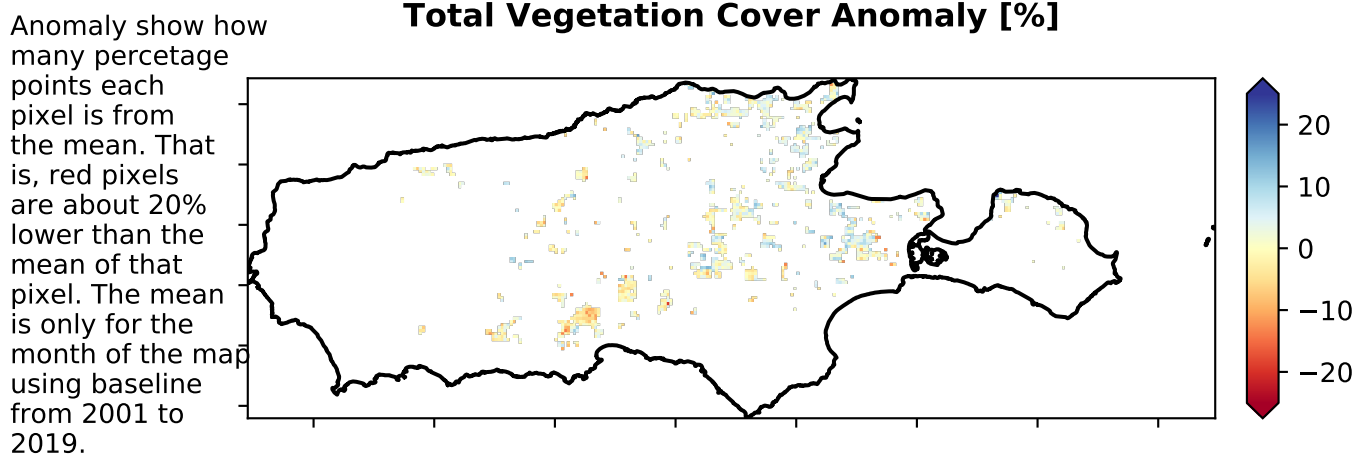 Total Vegetation Cover Anomaly [%]
Anomaly show how
many percetage
points each
pixel is from
the mean. That
is, red pixels
are about 20%
lower than the
mean of that
pixel. The mean
is only for the
month of the map
using baseline
from 2001 to
2019.
20
10
0
−10
−20